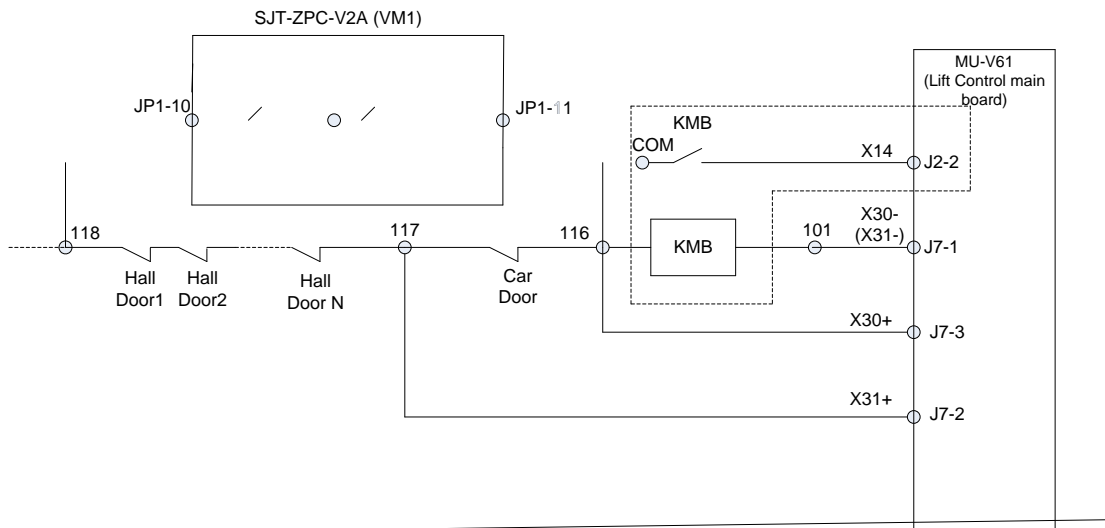 SJT-ZPC-V2A (VM1)
MU-V61
(Lift Control main
board)
JP1-10
JP1-11
KMB
COM
X14
J2-2
118
117
116
KMB
101
X30-
(X31-)
J7-1
Hall
Door1
Hall
Door2
Hall
Door N
Car
Door
X30+
J7-3
X31+
J7-2